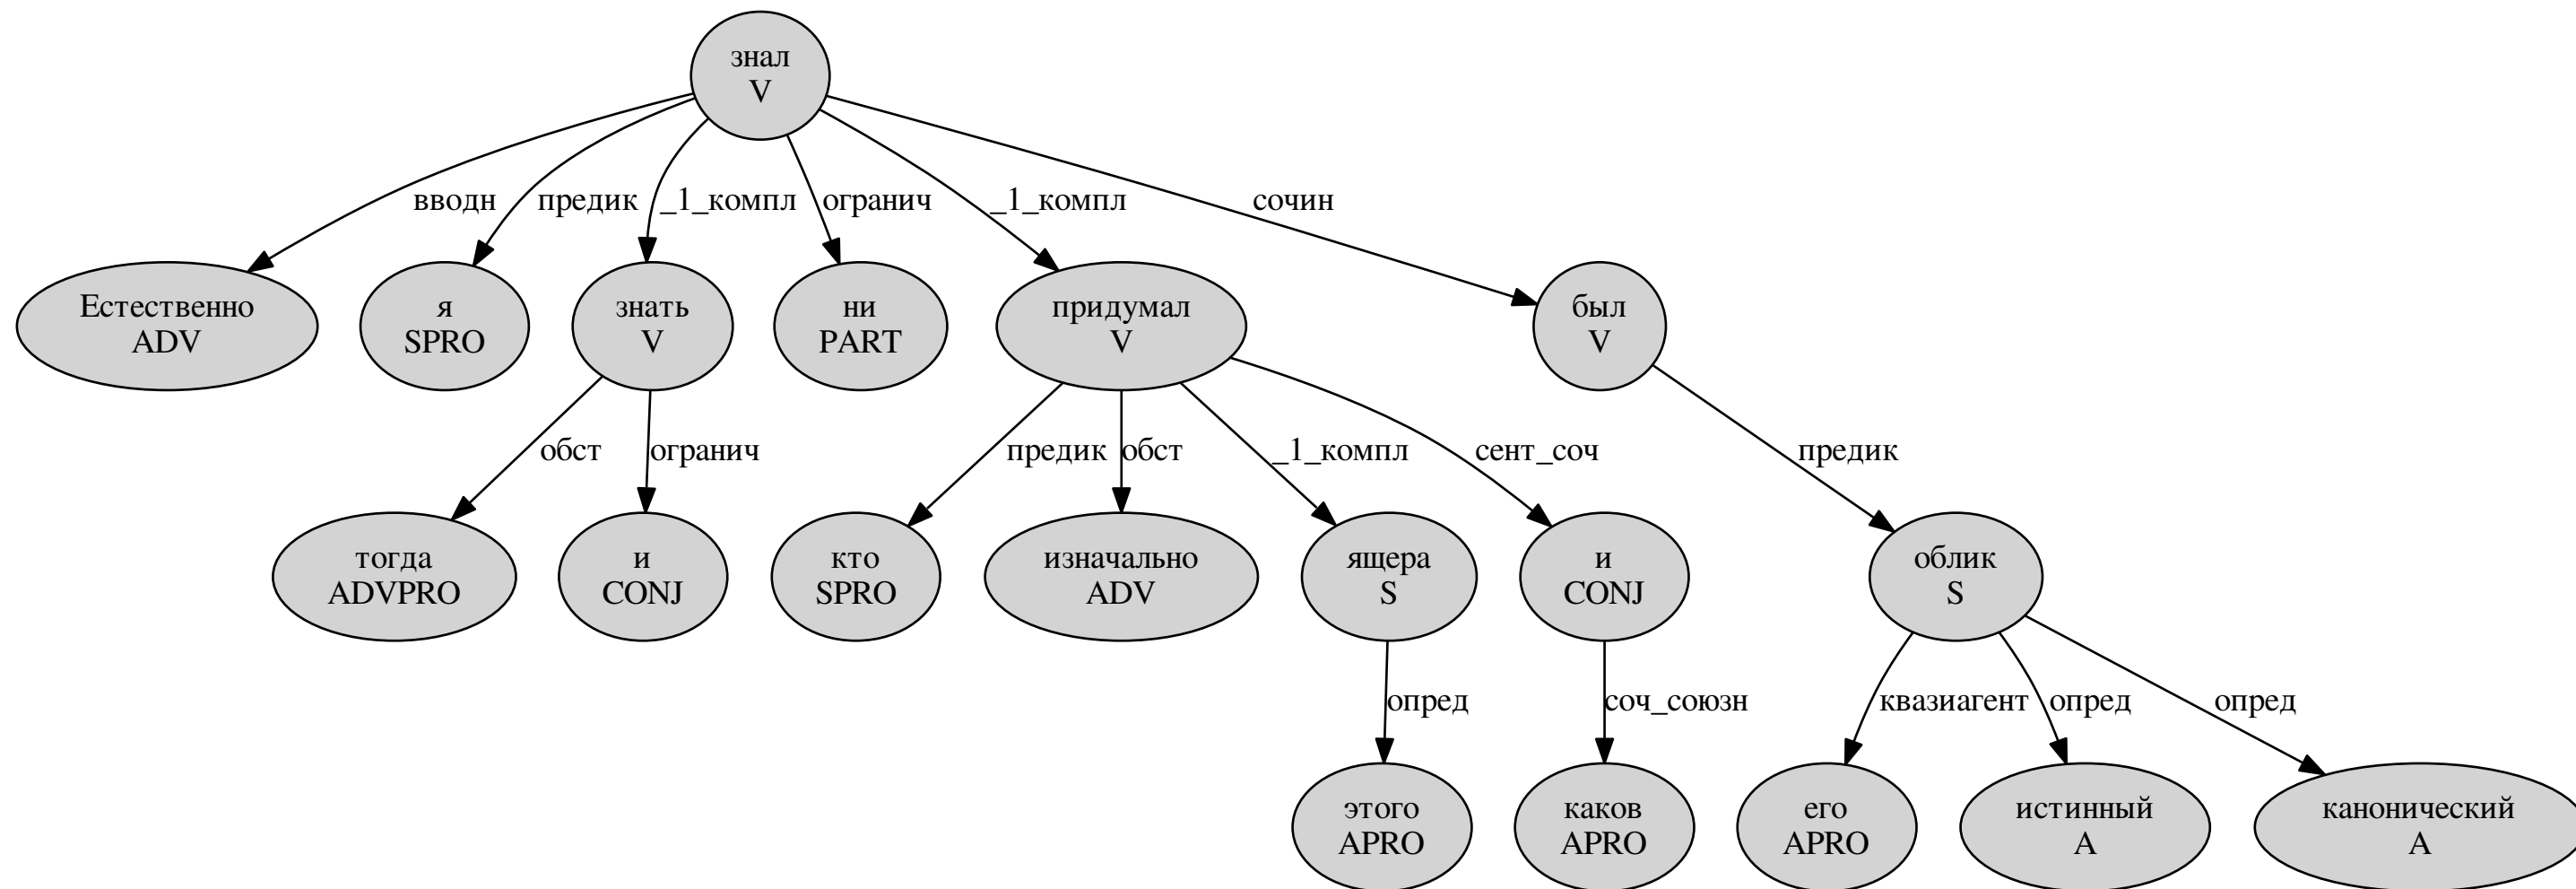 знал
V
вводн
предик
_1_компл
огранич
_1_компл
сочин
Естественно
ADV
я
SPRO
знать
V
ни
PART
придумал
V
был
V
обст
огранич
предик
обст
_1_компл
сент_соч
предик
тогда
ADVPRO
и
CONJ
кто
SPRO
изначально
ADV
ящера
S
и
CONJ
облик
S
опред
соч_союзн
квазиагент
опред
опред
этого
APRO
каков
APRO
его
APRO
истинный
A
канонический
A